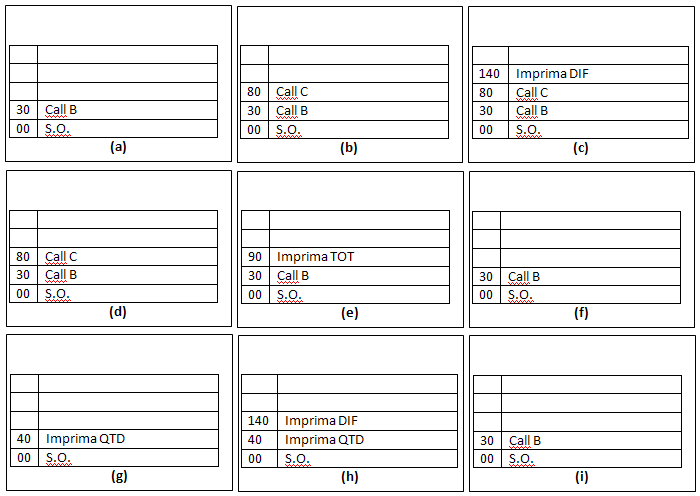 30 Call B
00 S.O.
(a)
80 Call C
30 Call B
00 S.O.
(b)
140 Imprima DIF
80 Call C
30 Call B
00 S.O.
(c)
80 Call C
30 Call B
00 S.O.
(d)
90 Imprima TOT
30 Call B
00 S.O.
(e)
30 Call B
00 S.O.
(f)
40 Imprima QTD
00 S.O.
(g)
140 Imprima DIF
40 Imprima QTD
00 S.O.
(h)
30 Call B
00 S.O.
(i)